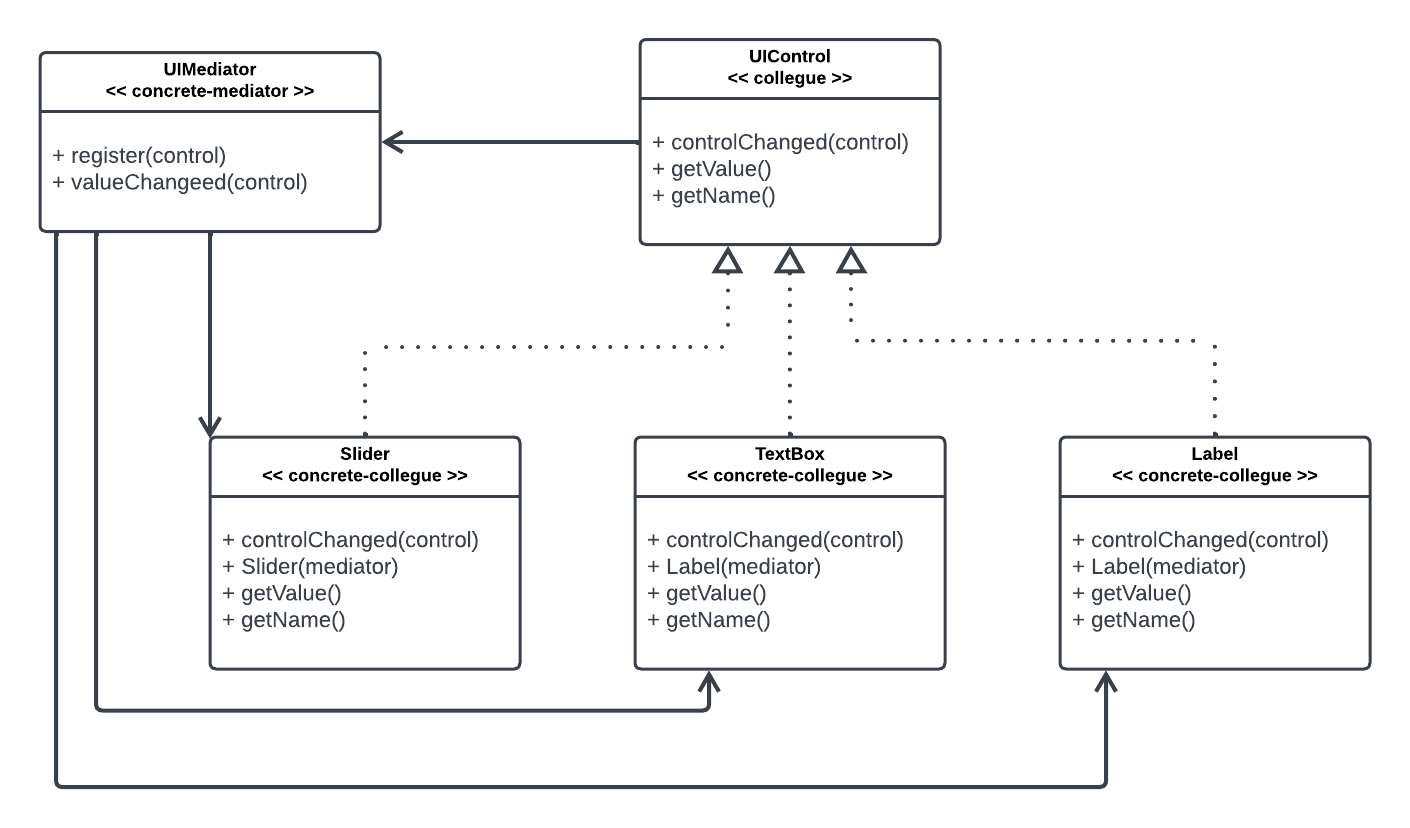 UIMediator
<< concrete-mediator >>
+ register(control)
+ valueChangeed(control)
UIControl
<< collegue >>
+ controlChanged(control)
+ getValue()
+ getName()
Slider
<< concrete-collegue >>
+ controlChanged(control)
+ Slider(mediator)
+ getValue()
+ getName()
TextBox
<< concrete-collegue >>
+ controlChanged(control)
+ Label(mediator)
+ getValue()
+ getName()
Label
<< concrete-collegue >>
+ controlChanged(control)
+ Label(mediator)
+ getValue()
+ getName()